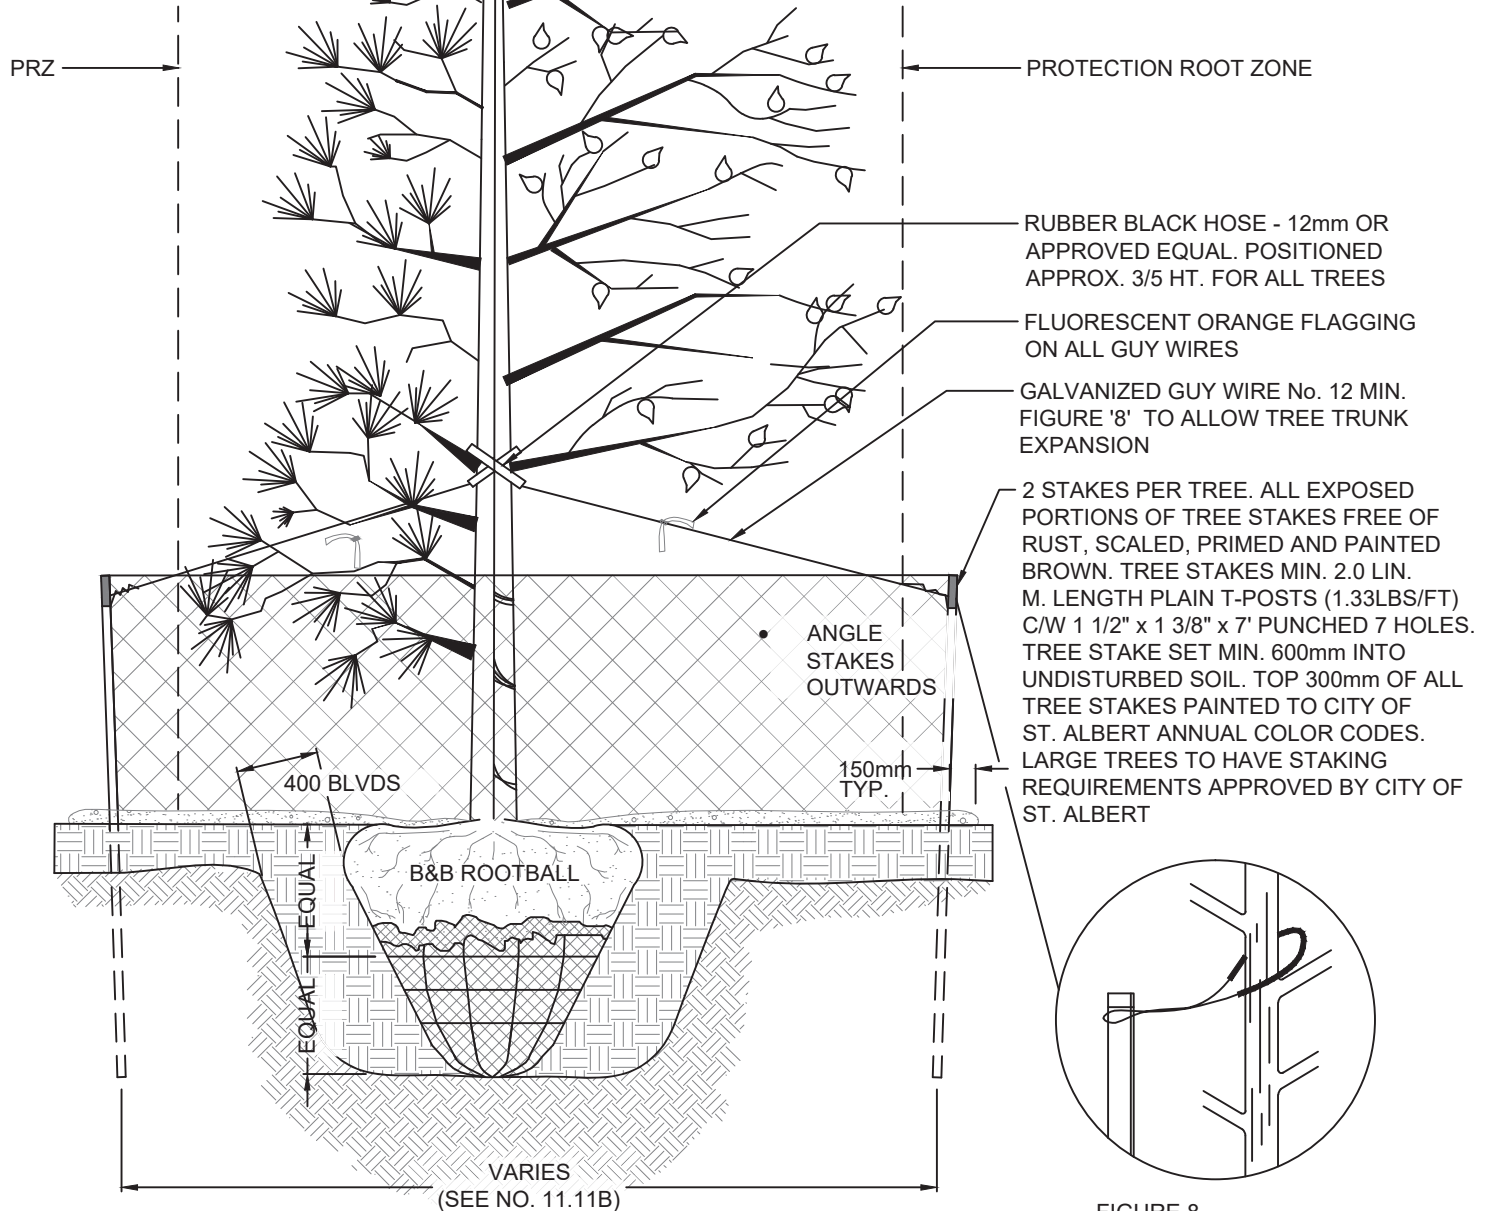 PRZ
PROTECTION ROOT ZONE
RUBBER BLACK HOSE - 12mm OR
APPROVED EQUAL. POSITIONED
APPROX. 3/5 HT. FOR ALL TREES
FLUORESCENT ORANGE FLAGGING
ON ALL GUY WIRES
GALVANIZED GUY WIRE No. 12 MIN.
FIGURE '8' TO ALLOW TREE TRUNK
EXPANSION
2 STAKES PER TREE. ALL EXPOSED
PORTIONS OF TREE STAKES FREE OF
RUST, SCALED, PRIMED AND PAINTED
BROWN. TREE STAKES MIN. 2.0 LIN.
M. LENGTH PLAIN T-POSTS (1.33LBS/FT)
C/W 1 1/2" x 1 3/8" x 7' PUNCHED 7 HOLES.
TREE STAKE SET MIN. 600mm INTO
UNDISTURBED SOIL. TOP 300mm OF ALL
TREE STAKES PAINTED TO CITY OF
ST. ALBERT ANNUAL COLOR CODES.
LARGE TREES TO HAVE STAKING
REQUIREMENTS APPROVED BY CITY OF
ST. ALBERT
ANGLE
STAKES
OUTWARDS
150mm
TYP.
400 BLVDS
B&B ROOTBALL
EQUAL
EQUAL
VARIES
(SEE NO. 11.11B)
FIGURE 8